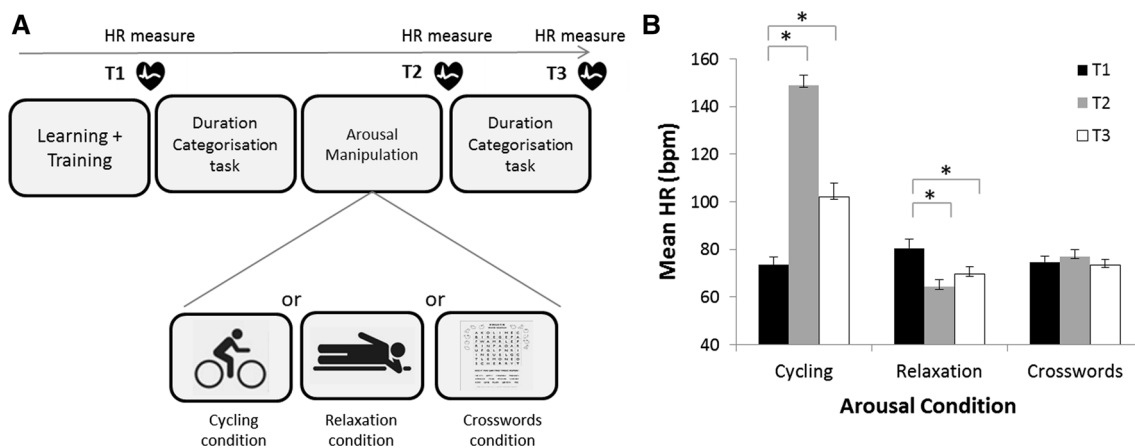 A
HR measure
HR measure
HR measure
T1
T2
T3
Learning +
Training
Duration
Categorisation
task
Arousal
Manipulation
Duration
Categorisation
task
or
or
Cycling
condition
Relaxation
condition
Crosswords
condition
B
*
*
*
*
160
140
120
100
80
60
40
Mean HR (bpm)
T1
T2
T3
Cycling
Relaxation
Crosswords
Arousal Condition